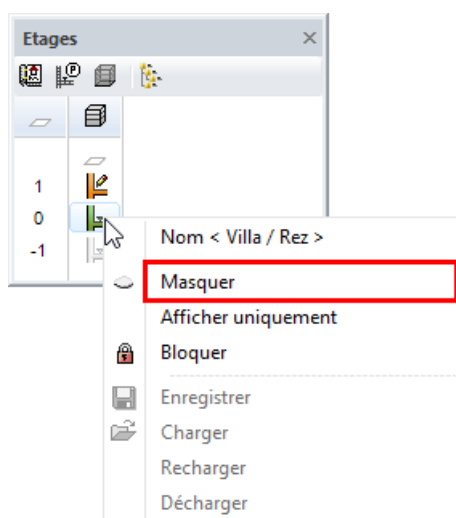 Etages
1
0
-1
Nom < Villa / Rez >
Masquer
Afficher uniquement
Bloquer
Enregistrer
Charger
Recharger
Décharger